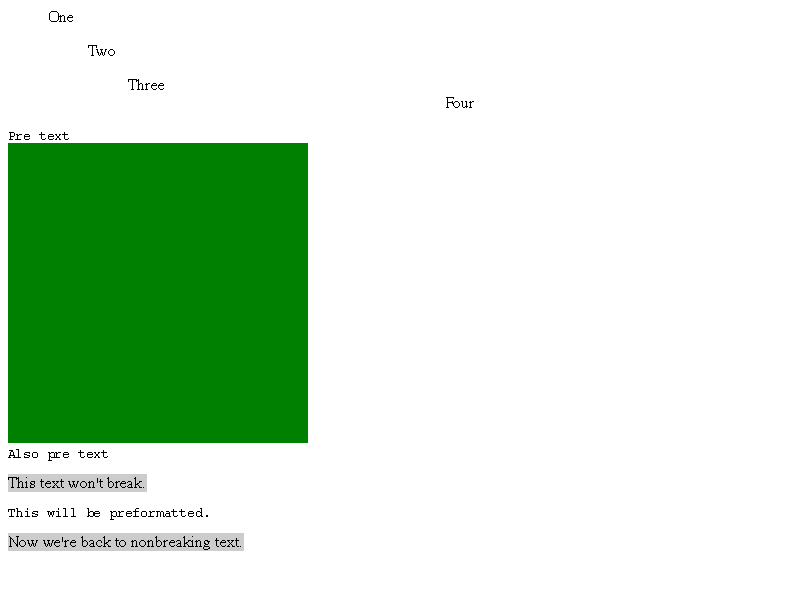 One
Two
Three
Four
Pre text
Also pre text
This text won't break.
This will be preformatted.
Now we're back to nonbreaking text.